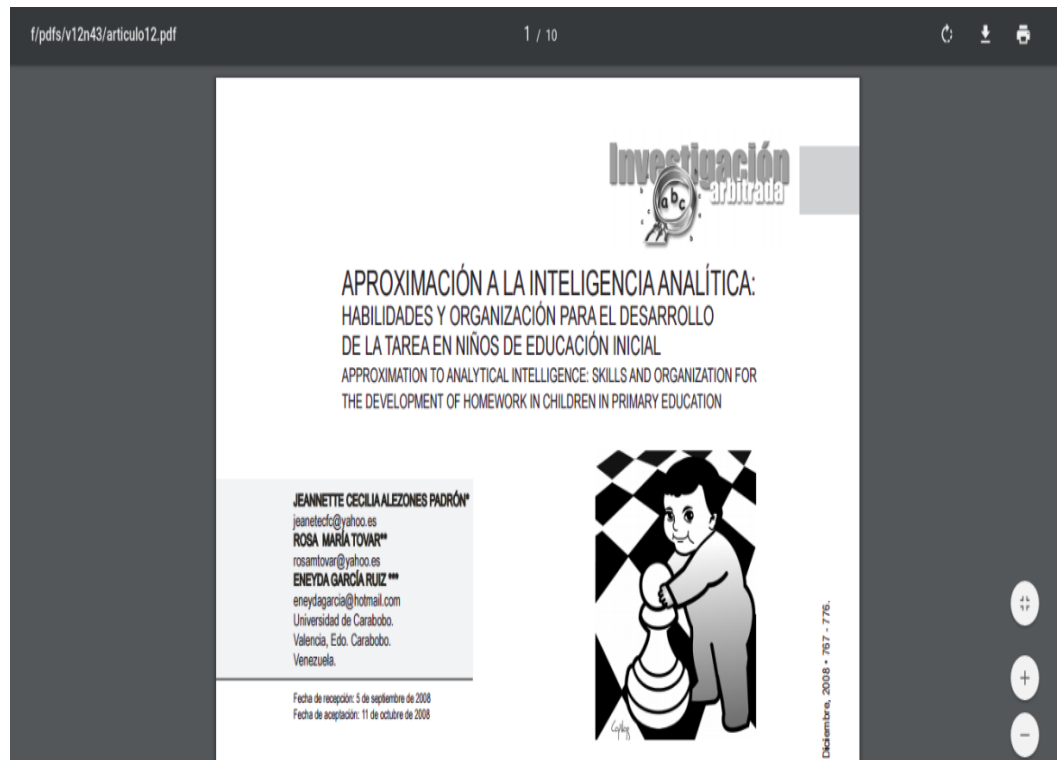 f/pdfs/v12n43/articulo12.pdf
1 / 10
Investigación
arbitrada
a b c
APROXIMACIÓN A LA INTELIGENCIA ANALÍTICA:
HABILIDADES Y ORGANIZACIÓN PARA EL DESARROLLO
DE LA TAREA EN NIÑOS DE EDUCACIÓN INICIAL
APPROXIMATION TO ANALYTICAL INTELLIGENCE: SKILLS AND ORGANIZATION FOR
THE DEVELOPMENT OF HOMEWORK IN CHILDREN IN PRIMARY EDUCATION
JEANNETTE CECILIA ALEZONES PADRÓN*
jeanetecfc@yahoo.es
ROSA MARÍA TOVAR**
rosamtovar@yahoo.es
ENEYDA GARCÍA RUIZ ***
eneydagarcia@hotmail.com
Universidad de Carabobo.
Valencia, Edo. Carabobo.
Venezuela.
Fecha de recepción: 5 de septiembre de 2008
Fecha de aceptación: 11 de octubre de 2008
Diciembre, 2008 • 767 - 776.